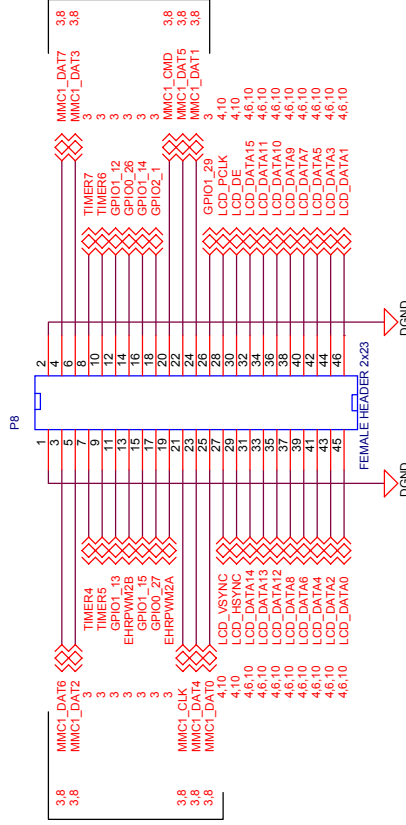 P8
1 2
3,8 MMC1_DAT6 3 4 MMC1_DAT7 3,8
3,8 MMC1_DAT2 5 6 MMC1_DAT3 3,8
3 TIMER4 7 8 TIMER7 3
3 TIMER5 9 10 TIMER6 3
3 GPIO1_13 11 12 GPIO1_12 3
3 EHRPWM2B 13 14 GPIO0_26 3
3 GPIO1_15 15 16 GPIO1_14 3
3 GPIO0_27 17 18 GPIO2_1 3
3 EHRPWM2A 19 20 MMC1_CMD 3,8
3,8 MMC1_CLK 21 22 MMC1_DAT5 3,8
3,8 MMC1_DAT4 23 24 MMC1_DAT1 3,8
3,8 MMC1_DAT0 25 26 GPIO1_29 3
4,10 LCD_VSYNC 27 28 LCD_PCLK 4,10
4,10 LCD_HSYNC 29 30 LCD_DE 4,10
4,6,10 LCD_DATA14 31 32 LCD_DATA15 4,6,10
4,6,10 LCD_DATA13 33 34 LCD_DATA11 4,6,10
4,6,10 LCD_DATA12 35 36 LCD_DATA10 4,6,10
4,6,10 LCD_DATA8 37 38 LCD_DATA9 4,6,10
4,6,10 LCD_DATA6 39 40 LCD_DATA7 4,6,10
4,6,10 LCD_DATA4 41 42 LCD_DATA5 4,6,10
4,6,10 LCD_DATA2 43 44 LCD_DATA3 4,6,10
4,6,10 LCD_DATA0 45 46 LCD_DATA1 4,6,10
FEMALE HEADER 2x23
DGND DGND